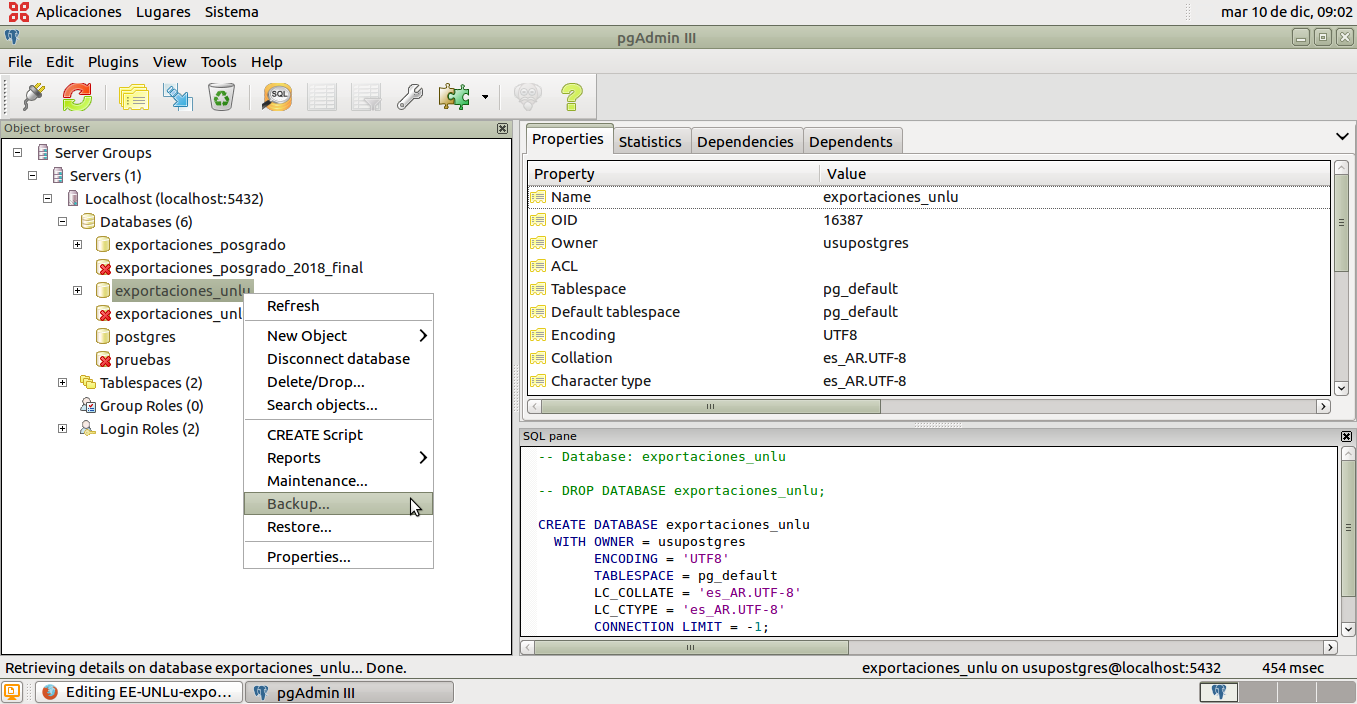 Aplicaciones Lugares Sistema mar 10 de dic, 09:02
pgAdmin III
File Edit Plugins View Tools Help
SQL
Object browser
Server Groups
Servers (1)
Localhost (localhost:5432)
Databases (6)
exportaciones_posgrado
exportaciones_posgrado_2018_final
exportaciones_unlu
exportaciones_unl
postgres
pruebas
Tablespaces (2)
Group Roles (0)
Login Roles (2)
Refresh
New Object
Disconnect database
Delete/Drop...
Search objects...
CREATE Script
Reports
Maintenance...
Backup...
Restore...
Properties...
Properties Statistics Dependencies Dependents
Property Value
Name exportaciones_unlu
OID 16387
Owner usupostgres
ACL
Tablespace pg_default
Default tablespace pg_default
Encoding UTF8
Collation es_AR.UTF-8
Character type es_AR.UTF-8
SQL pane
-- Database: exportaciones_unlu
-- DROP DATABASE exportaciones_unlu;
CREATE DATABASE exportaciones_unlu
WITH OWNER = usupostgres
ENCODING = 'UTF8'
TABLESPACE = pg_default
LC_COLLATE = 'es_AR.UTF-8'
LC_CTYPE = 'es_AR.UTF-8'
CONNECTION LIMIT = -1;
Retrieving details on database exportaciones_unlu... Done. exportaciones_unlu on usupostgres@localhost:5432 454 msec
Editing EE-UNLu-expo... pgAdmin III